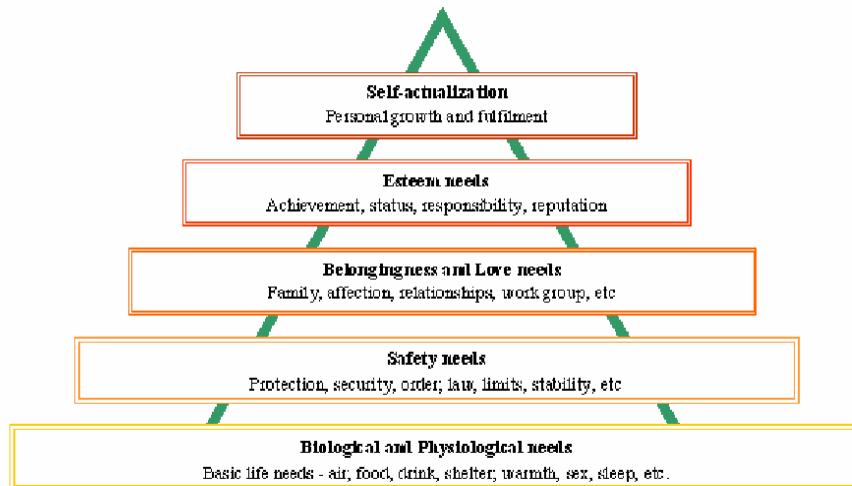 Self-actualization
Personal growth and fulfilment
Esteem needs
Achievement, status, responsibility, reputation
Belongingness and Love needs
Family, affection, relationships, work group, etc
Safety needs
Protection, security, order, law, limits, stability, etc
Biological and Physiological needs
Basic life needs - air, food, drink, shelter, warmth, sex, sleep, etc.